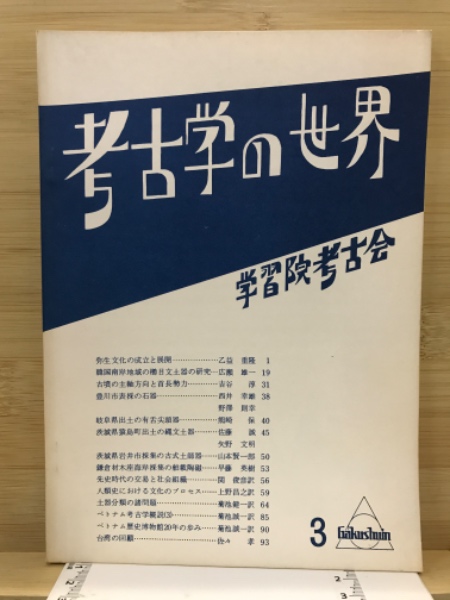 考古学の世界
学習院考古会
弥生文化の成立と展開……………乙益 重隆 1
韓国南岸地域の櫛目文土器の研究…広瀬 雄一 19
古墳の主軸方向と首長勢力…………吉谷 淳 31
豊川市表採の石器……………………西井 幸雄 38
野澤 則幸
岐阜県出土の有舌尖頭器……………熊崎 保 40
茨城県猿島町出土の縄文土器………佐藤 誠 45
矢野 文明
茨城県岩井市採集の古式土師器……山本賢一郎 50
鎌倉材木座海岸採集の舶載陶磁……早藤 英樹 53
先史時代の交易と社会組織…………関 俊彦訳 56
人類史における文化のプロセス……上野昌之訳 59
土器分類の諸問題……………………菊池健一訳 64
ベトナム考古学概説(3)………………菊池誠一訳 85
ベトナム歴史博物館20年の歩み……菊池誠一訳 90
台湾の回顧……………………………孝 93
3
Gakushuin